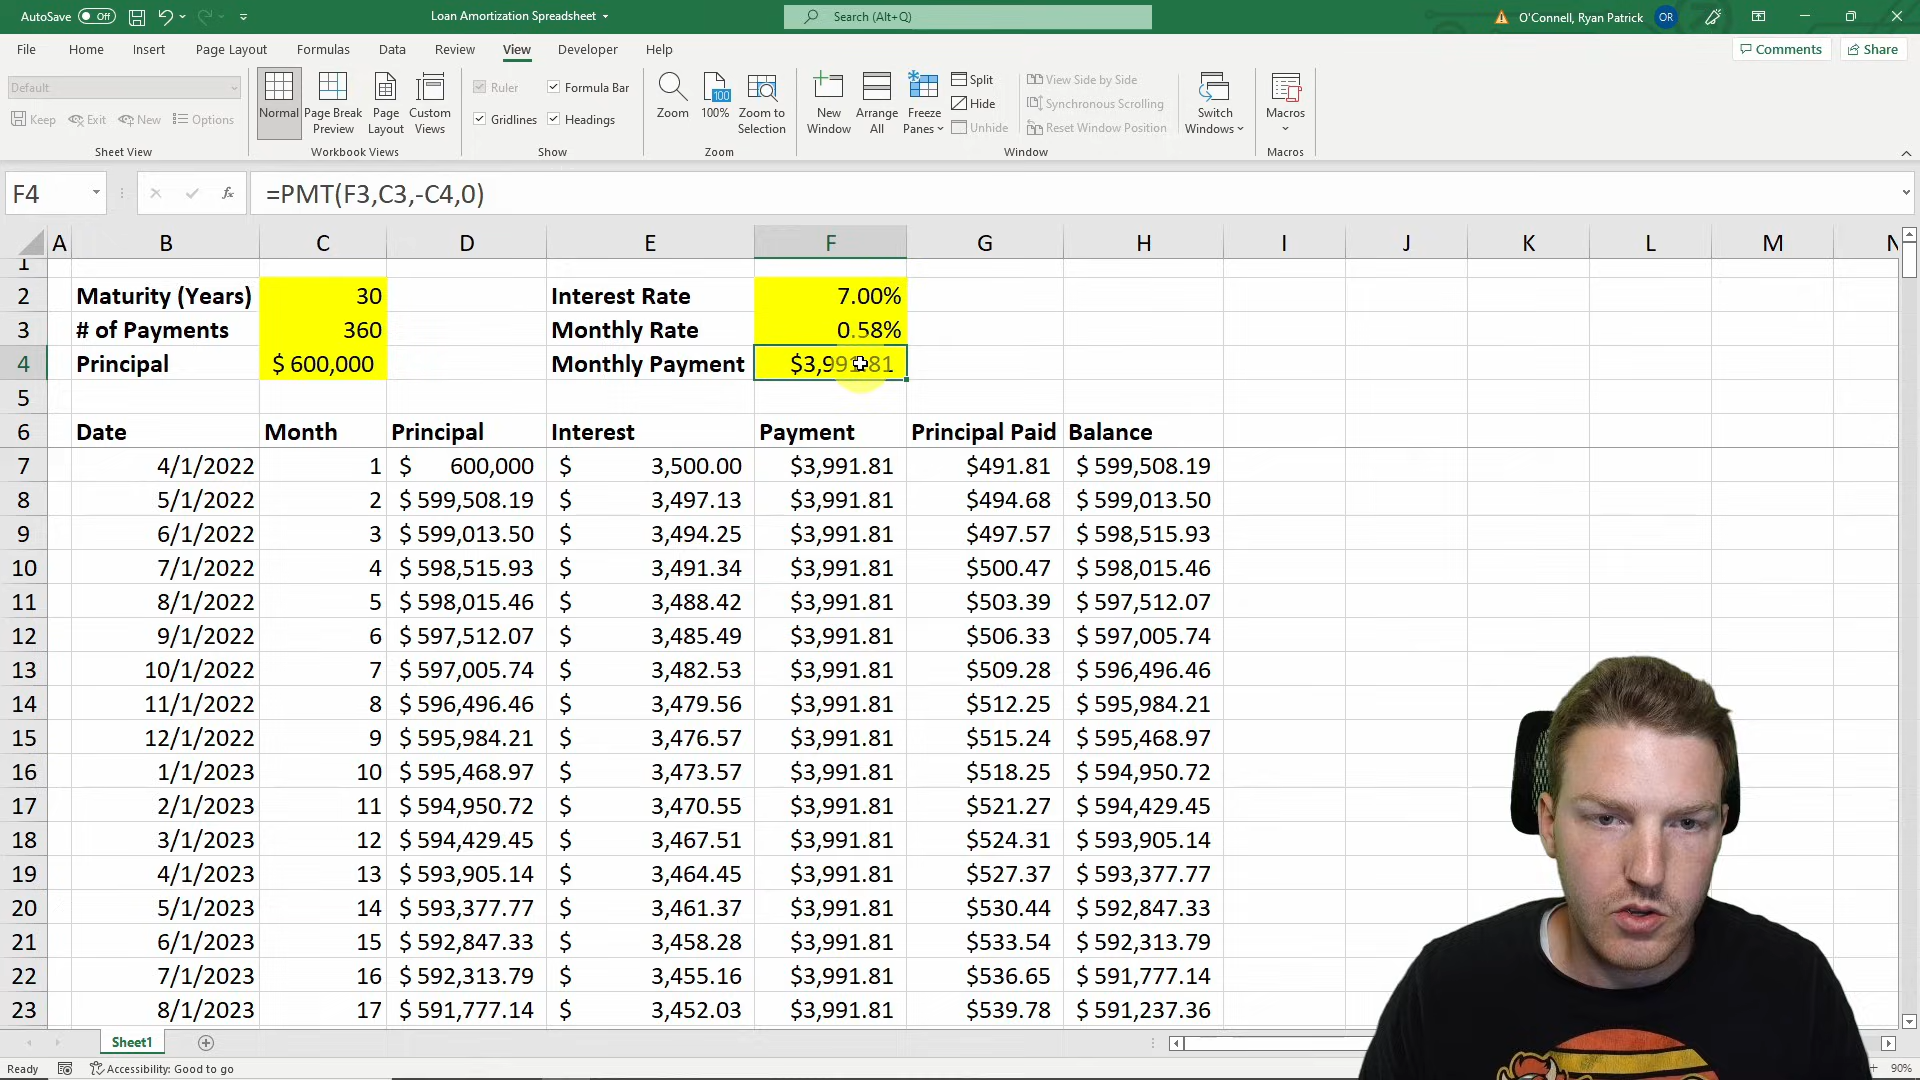 AutoSave Off Loan Amortization Spreadsheet Search (Alt+Q) O'Connell, Ryan Patrick OR
File Home Insert Page Layout Formulas Data Review View Developer Help Comments Share
Default
Keep Exit New Options
Sheet View
Normal Page Break Preview Page Layout Custom Views
Workbook Views
Ruler Formula Bar
Gridlines Headings
Show
Zoom 100 100% Zoom to Selection
Zoom
New Window Arrange All Freeze Panes
Split
Hide
Unhide
View Side by Side
Synchronous Scrolling
Reset Window Position
Switch Windows
Window
Macros
Macros
F4 fx =PMT(F3,C3,-C4,0)
A B C D E F G H I J K L M N
1
2 Maturity (Years) 30 Interest Rate 7.00%
3 # of Payments 360 Monthly Rate 0.58%
4 Principal $ 600,000 Monthly Payment $3,991.81
5
6 Date Month Principal Interest Payment Principal Paid Balance
7 4/1/2022 1 $ 600,000 $ 3,500.00 $3,991.81 $491.81 $ 599,508.19
8 5/1/2022 2 $ 599,508.19 $ 3,497.13 $3,991.81 $494.68 $ 599,013.50
9 6/1/2022 3 $ 599,013.50 $ 3,494.25 $3,991.81 $497.57 $ 598,515.93
10 7/1/2022 4 $ 598,515.93 $ 3,491.34 $3,991.81 $500.47 $ 598,015.46
11 8/1/2022 5 $ 598,015.46 $ 3,488.42 $3,991.81 $503.39 $ 597,512.07
12 9/1/2022 6 $ 597,512.07 $ 3,485.49 $3,991.81 $506.33 $ 597,005.74
13 10/1/2022 7 $ 597,005.74 $ 3,482.53 $3,991.81 $509.28 $ 596,496.46
14 11/1/2022 8 $ 596,496.46 $ 3,479.56 $3,991.81 $512.25 $ 595,984.21
15 12/1/2022 9 $ 595,984.21 $ 3,476.57 $3,991.81 $515.24 $ 595,468.97
16 1/1/2023 10 $ 595,468.97 $ 3,473.57 $3,991.81 $518.25 $ 594,950.72
17 2/1/2023 11 $ 594,950.72 $ 3,470.55 $3,991.81 $521.27 $ 594,429.45
18 3/1/2023 12 $ 594,429.45 $ 3,467.51 $3,991.81 $524.31 $ 593,905.14
19 4/1/2023 13 $ 593,905.14 $ 3,464.45 $3,991.81 $527.37 $ 593,377.77
20 5/1/2023 14 $ 593,377.77 $ 3,461.37 $3,991.81 $530.44 $ 592,847.33
21 6/1/2023 15 $ 592,847.33 $ 3,458.28 $3,991.81 $533.54 $ 592,313.79
22 7/1/2023 16 $ 592,313.79 $ 3,455.16 $3,991.81 $536.65 $ 591,777.14
23 8/1/2023 17 $ 591,777.14 $ 3,452.03 $3,991.81 $539.78 $ 591,237.36
Sheet1
Ready Accessibility: Good to go 90%